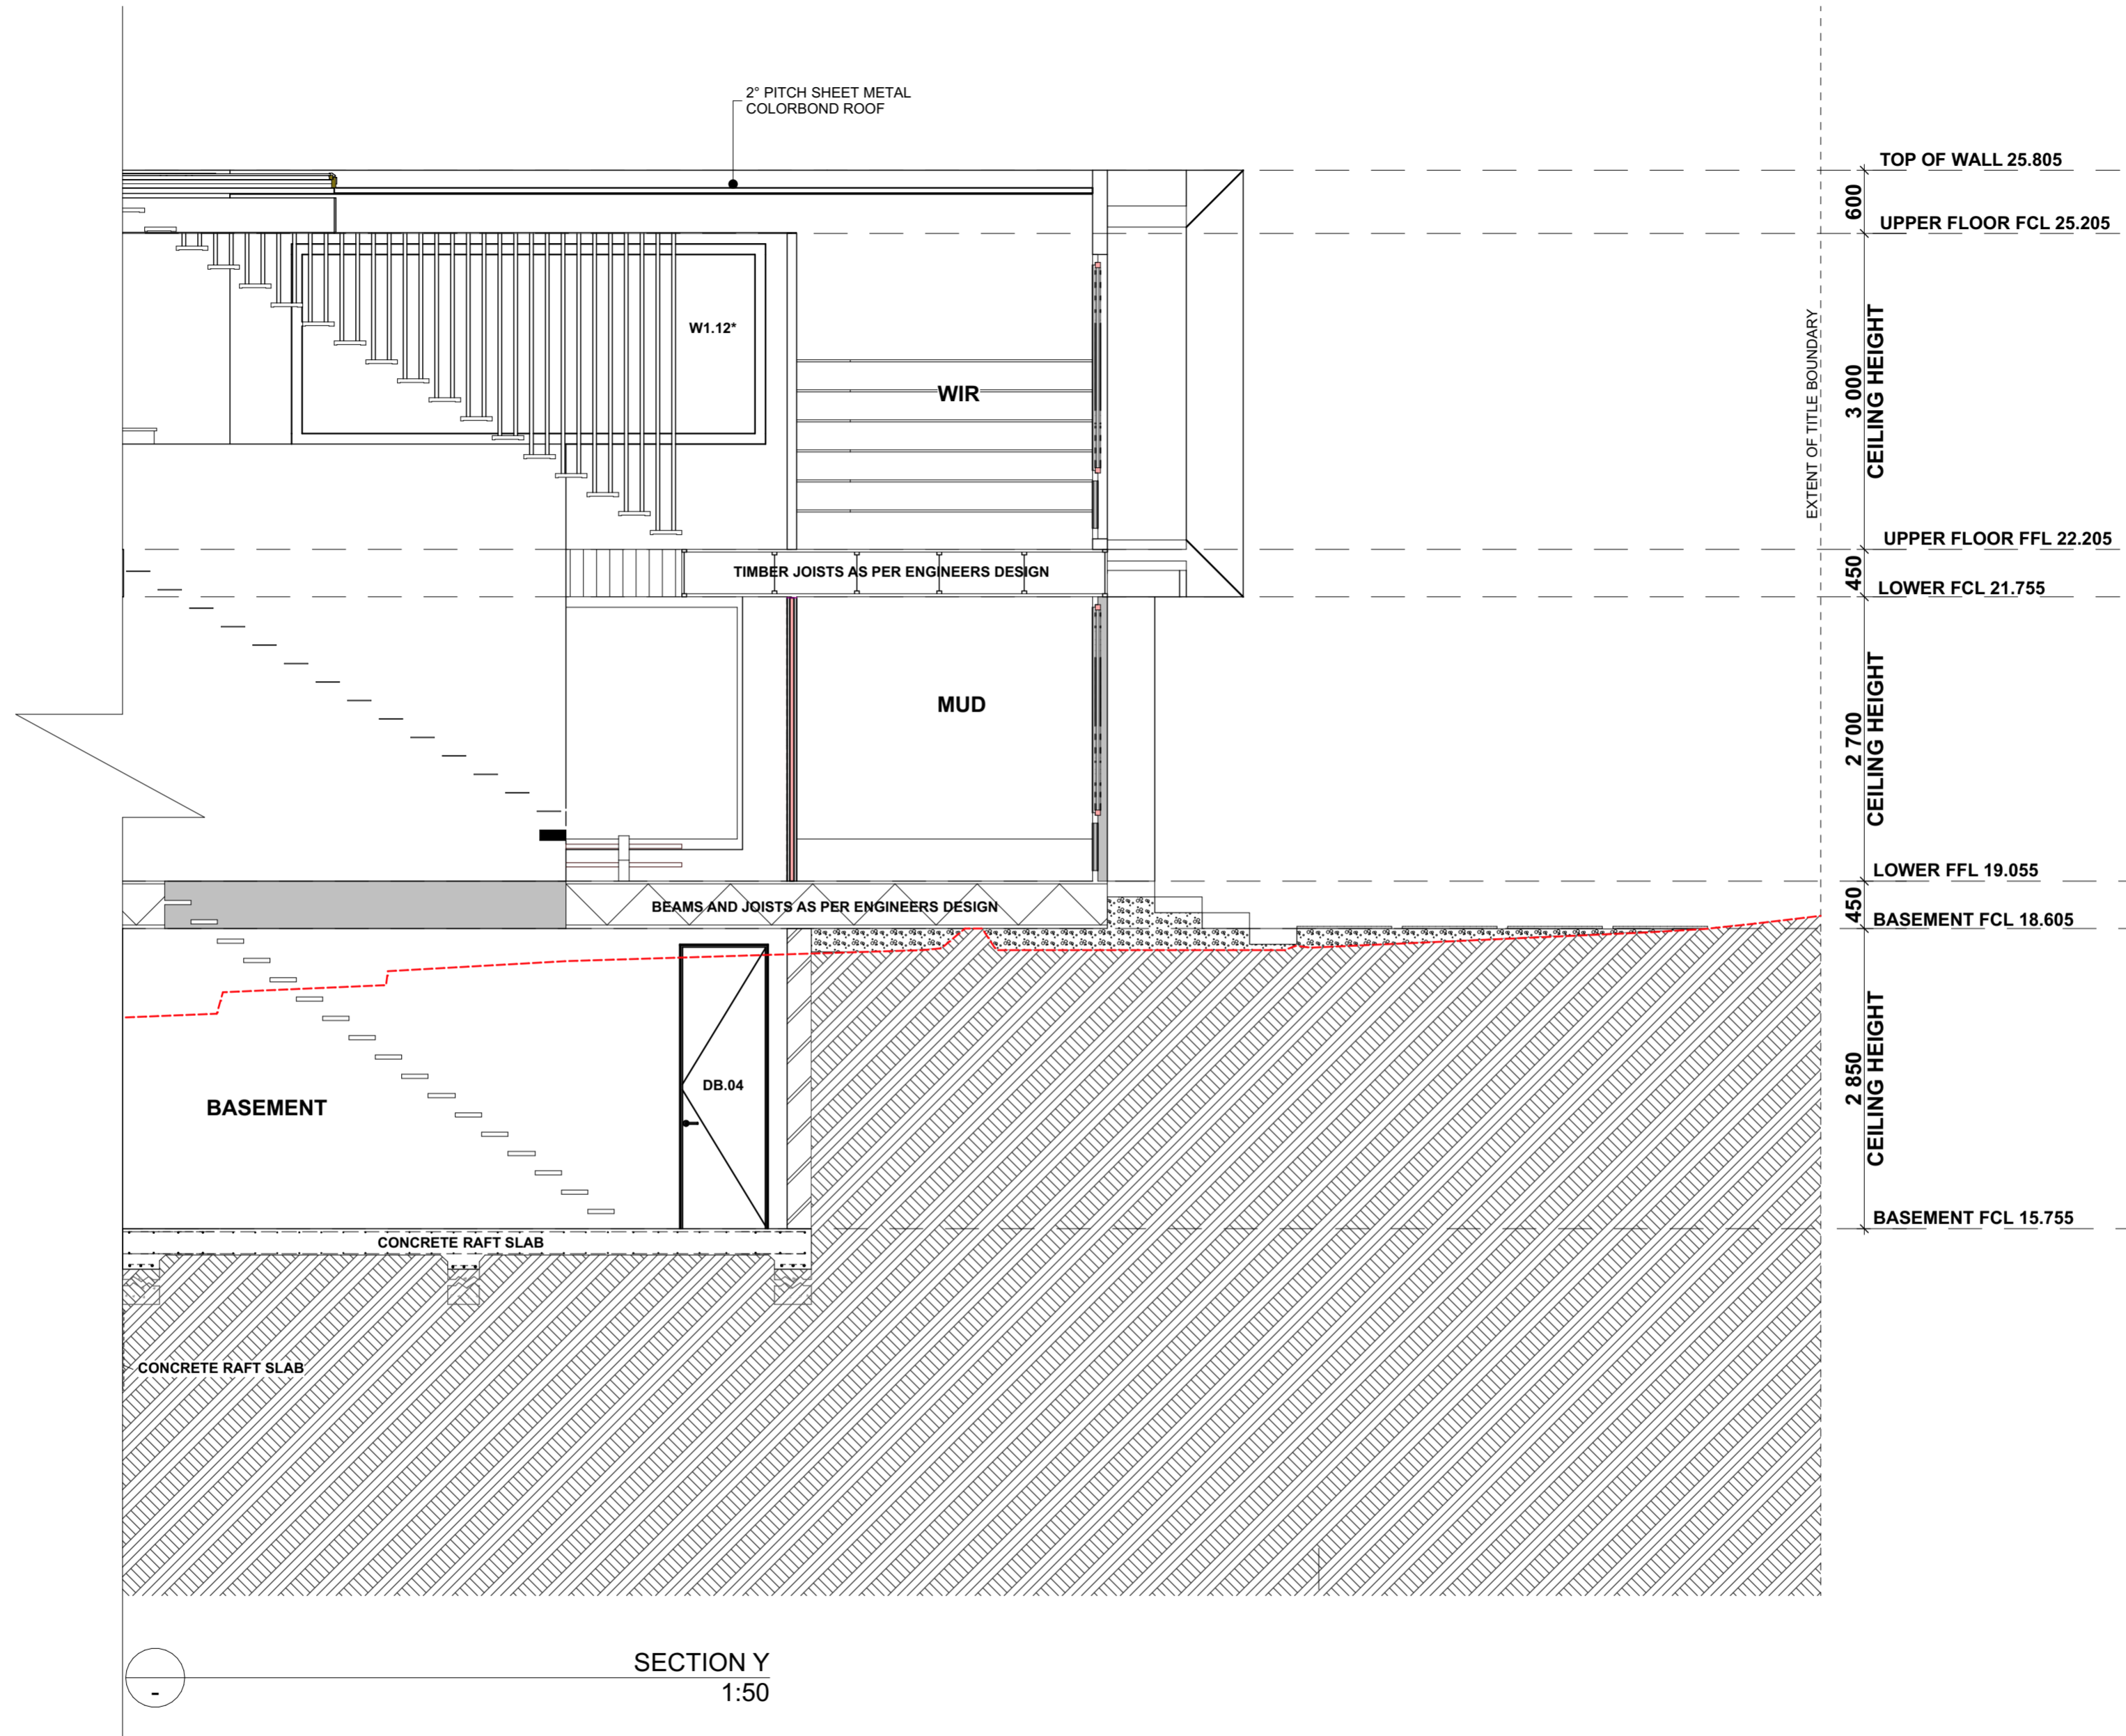 2° PITCH SHEET METAL
COLORBOND ROOF
TOP OF WALL 25.805
600
UPPER FLOOR FCL 25.205
W1.12*
WIR
EXTENT OF TITLE BOUNDARY
3 000
CEILING HEIGHT
UPPER FLOOR FFL 22.205
TIMBER JOISTS AS PER ENGINEERS DESIGN
450
LOWER FCL 21.755
MUD
2 700
CEILING HEIGHT
LOWER FFL 19.055
BEAMS AND JOISTS AS PER ENGINEERS DESIGN
450
BASEMENT FCL 18.605
DB.04
BASEMENT
2 850
CEILING HEIGHT
BASEMENT FCL 15.755
CONCRETE RAFT SLAB
CONCRETE RAFT SLAB
SECTION Y
-
1:50